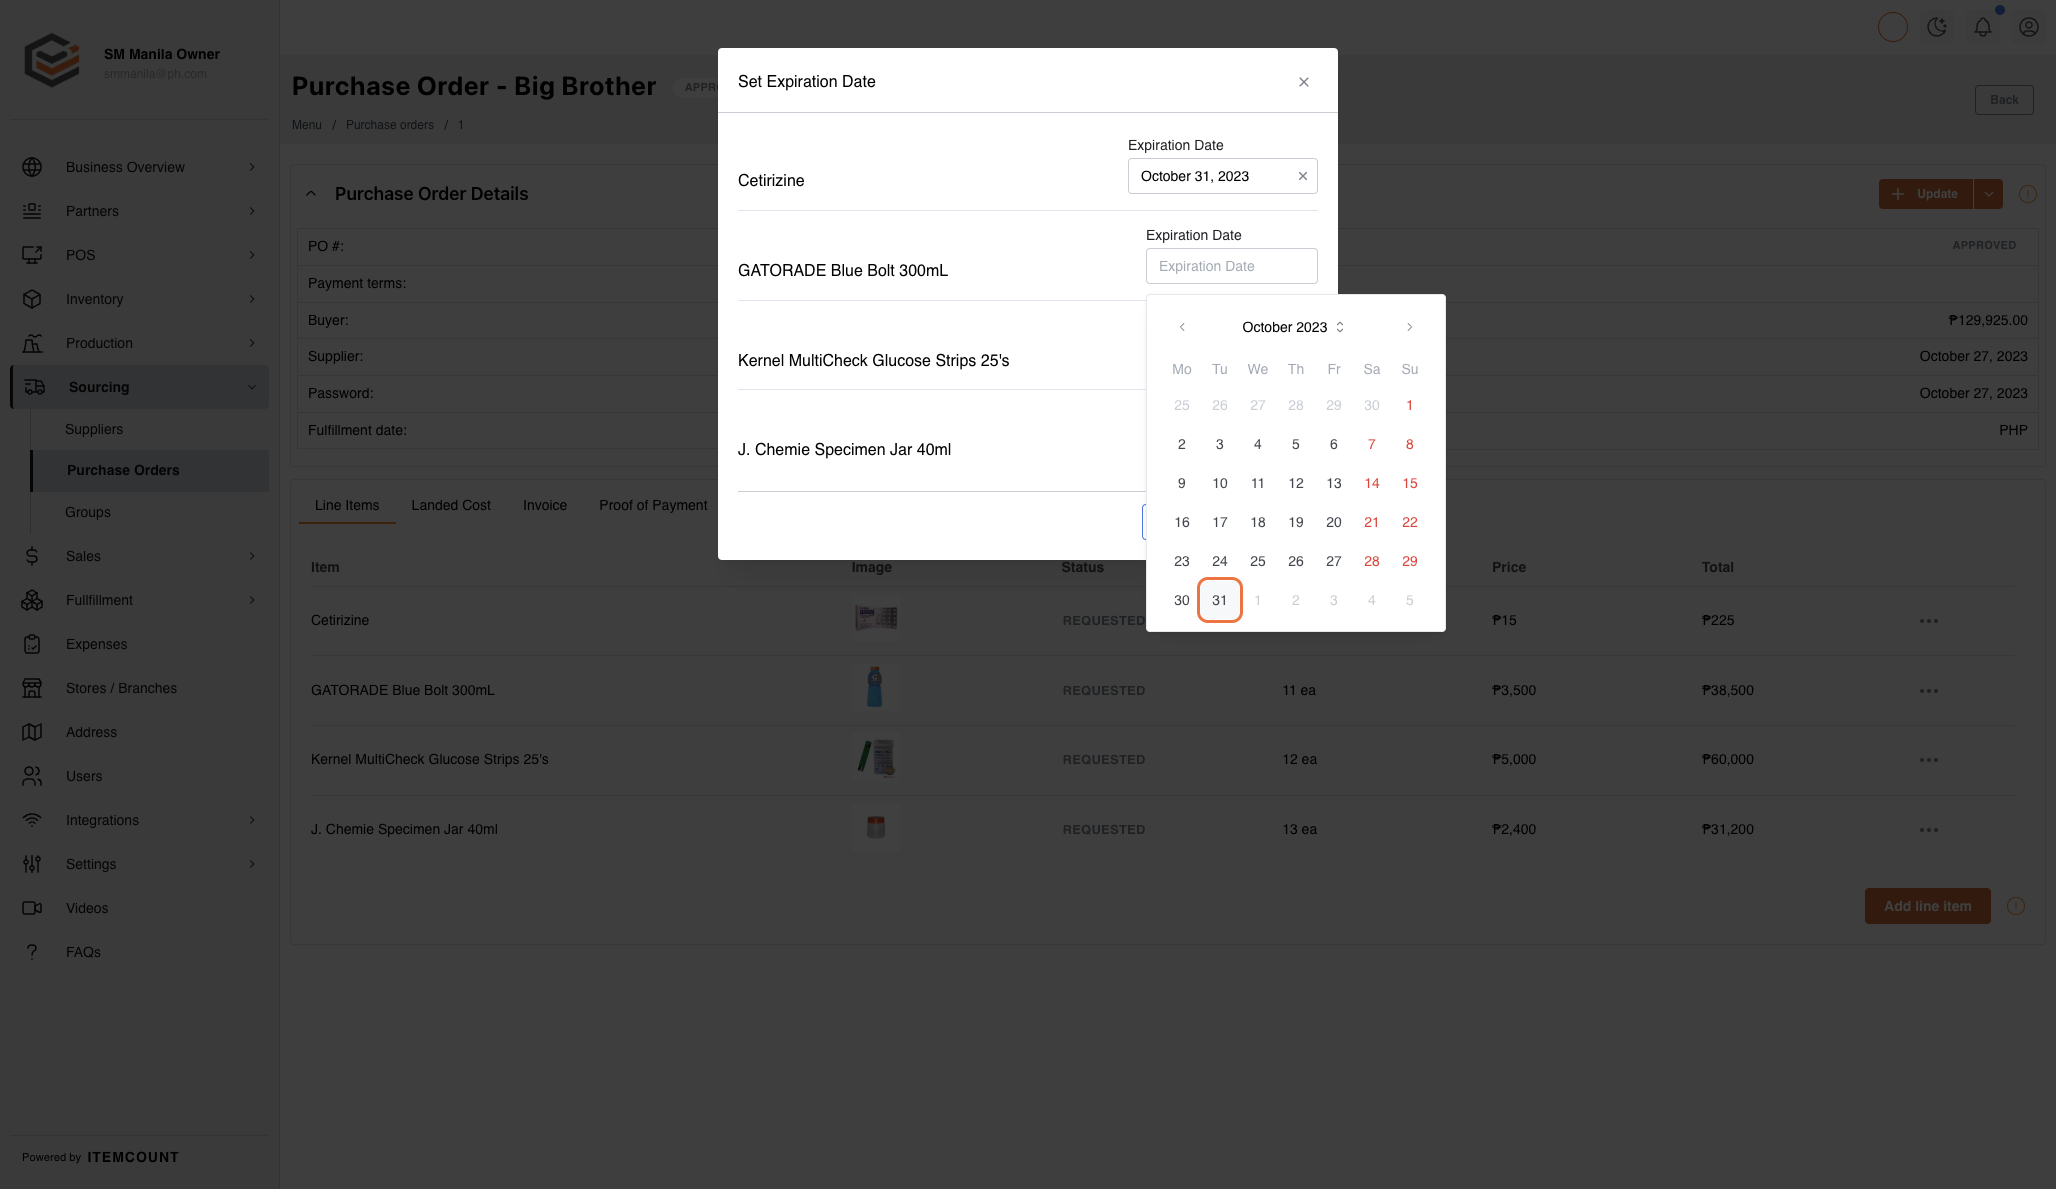 SM Manila Owner
smmanila@ph.com
Business Overview
Partners
POS
Inventory
Production
Sourcing
Suppliers
Purchase Orders
Groups
Sales
Fullfillment
Expenses
Stores / Branches
Address
Users
Integrations
Settings
Videos
FAQs
Powered by ITEMCOUNT
Purchase Order - Big Brother
Menu / Purchase orders / 1
Back
Purchase Order Details
Update
PO #:
APPROVED
Payment terms:
Buyer:
₱129,925.00
Supplier:
October 27, 2023
Password:
October 27, 2023
Fulfillment date:
PHP
Line Items Landed Cost Invoice Proof of Payment
Item Image Status Price Total
Cetirizine REQUESTED ₱15 ₱225
GATORADE Blue Bolt 300mL REQUESTED 11 ea ₱3,500 ₱38,500
Kernel MultiCheck Glucose Strips 25's REQUESTED 12 ea ₱5,000 ₱60,000
J. Chemie Specimen Jar 40ml REQUESTED 13 ea ₱2,400 ₱31,200
Add line item
Set Expiration Date
Expiration Date
Cetirizine
October 31, 2023
Expiration Date
GATORADE Blue Bolt 300mL
Expiration Date
Kernel MultiCheck Glucose Strips 25's
J. Chemie Specimen Jar 40ml
October 2023
Mo Tu We Th Fr Sa Su
25 26 27 28 29 30 1
2 3 4 5 6 7 8
9 10 11 12 13 14 15
16 17 18 19 20 21 22
23 24 25 26 27 28 29
30 31 1 2 3 4 5